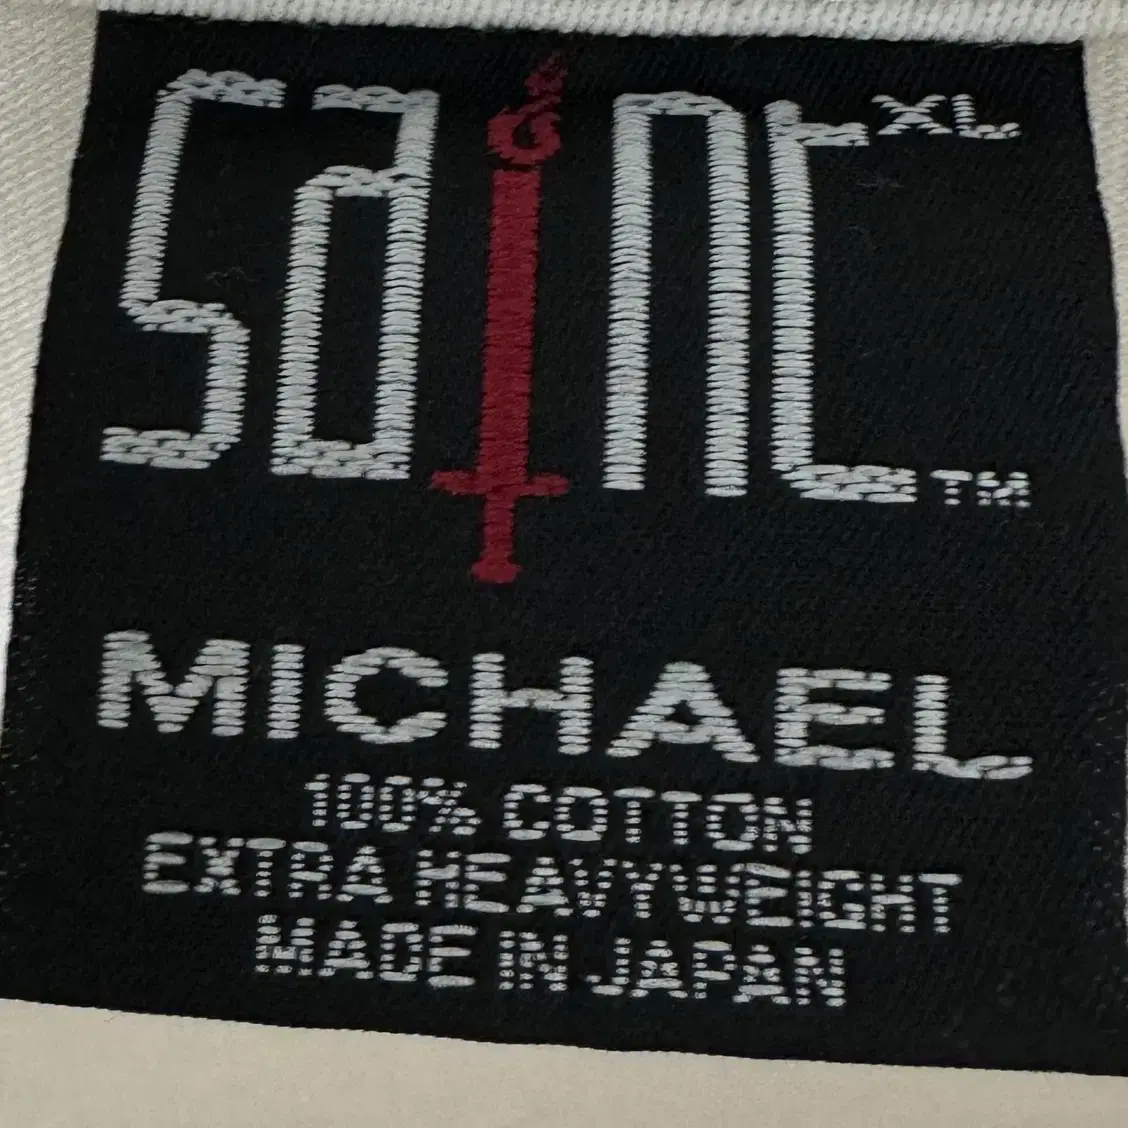 saint XL
TM
MICHAEL
100% COTTON
EXTRA HEAVYWEIGHT
MADE IN JAPAN